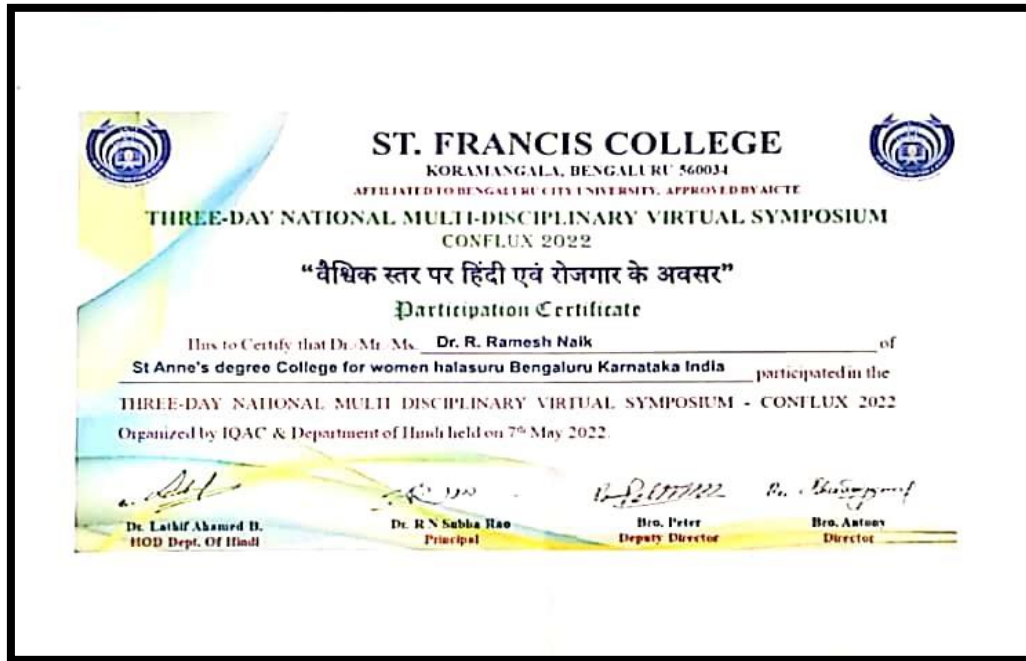 ST. FRANCIS COLLEGE
KORAMANGALA, BENGALURU 560034
AFFILIATED TO BENGALURU CITY UNIVERSITY, APPROVED BY AICTE
THREE-DAY NATIONAL MULTI-DISCIPLINARY VIRTUAL SYMPOSIUM
CONFLUX 2022
“वैश्विक स्तर पर हिंदी एवं रोजगार के अवसर”
Participation Certificate
This to Certify that Dr. Mr. Ms. Dr. R. Ramesh Naik of
St Anne's degree College for women halasuru Bengaluru Karnataka India participated in the
THREE-DAY NATIONAL MULTI DISCIPLINARY VIRTUAL SYMPOSIUM - CONFLUX 2022
Organized by IQAC & Department of Hindi held on 7th May 2022.
Dr. Lathif Ahamed B. Dr. R N Subba Rao Bro. Peter Bro. Antony
HOD Dept. Of Hindi Principal Deputy Director Director